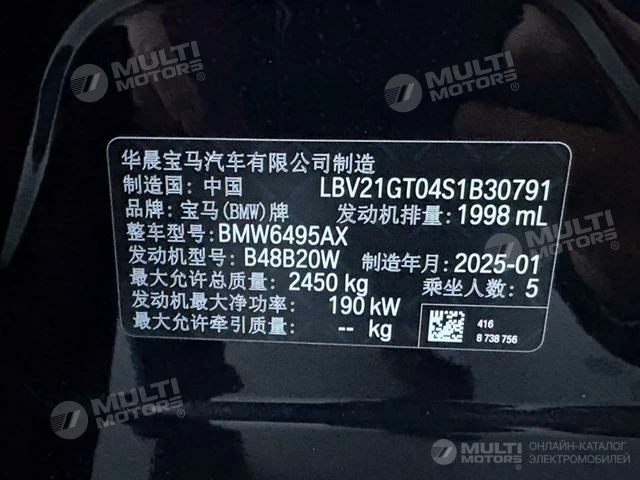 MULTI MOTORS®
MULTI MOTORS®
华晨宝马汽车有限公司制造
制造国: 中国 LBV21GT04S1B30791
品牌: 宝马(BMW)牌 发动机排量: 1998 mL
整车型号: BMW6495AX
发动机型号: B48B20W 制造年月: 2025-01
最大允许总质量: 2450 kg 乘坐人数: 5
发动机最大净功率: 190 kW
最大允许牵引质量: -- kg
416
8 738 756
MULTI MOTORS®
MULTI MOTORS®
MULTI MOTORS®
ОНЛАЙН-КАТАЛОГ
ЭЛЕКТРОМОБИЛЕЙ